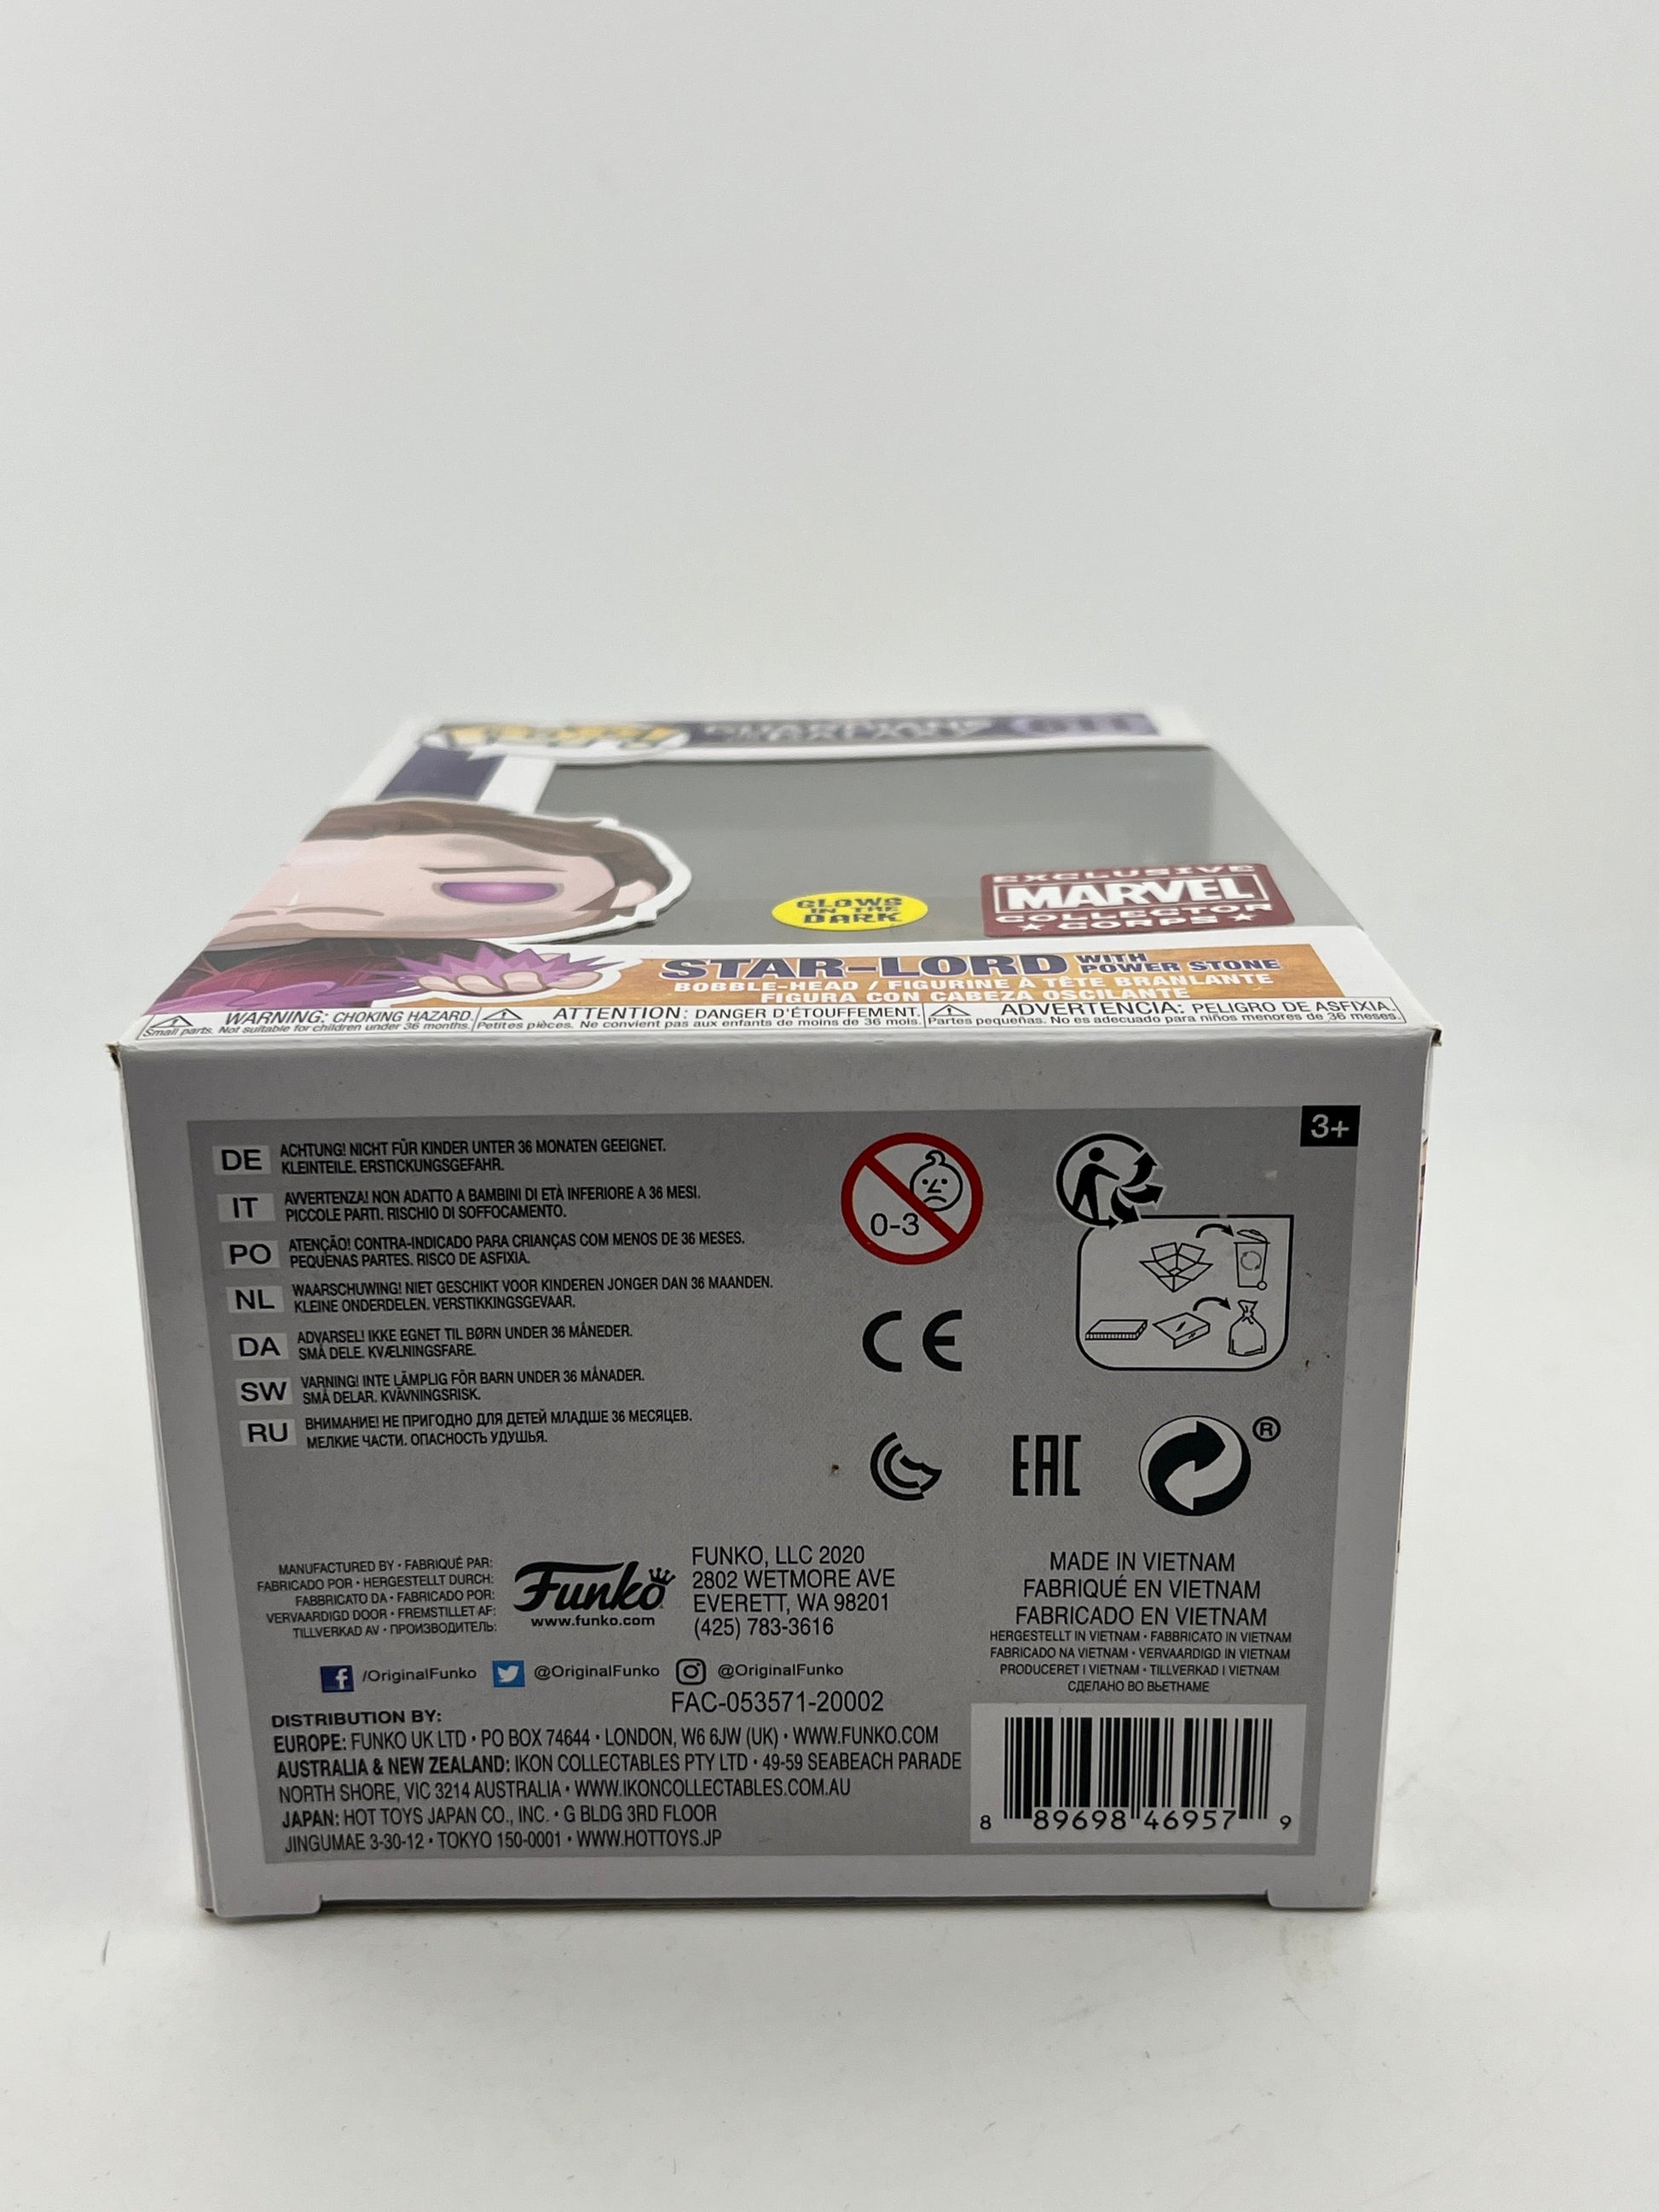 POP!
GUARDIANS
OF THE GALAXY
611
GLOWS
IN THE
DARK
EXCLUSIVE
MARVEL
COLLECTOR
CORPS
STAR-LORD WITH
POWER STONE
BOBBLE-HEAD / FIGURINE À TÊTE BRANLANTE
FIGURA CON CABEZA OSCILANTE
WARNING: CHOKING HAZARD.
Small parts. Not suitable for children under 36 months.
ATTENTION: DANGER D'ÉTOUFFEMENT.
Petites pièces. Ne convient pas aux enfants de moins de 36 mois.
ADVERTENCIA: PELIGRO DE ASFIXIA.
Partes pequeñas. No es adecuado para niños menores de 36 meses.
3+
DE ACHTUNG! NICHT FÜR KINDER UNTER 36 MONATEN GEEIGNET.
KLEINTEILE. ERSTICKUNGSGEFAHR.
IT AVVERTENZA! NON ADATTO A BAMBINI DI ETÀ INFERIORE A 36 MESI.
PICCOLE PARTI. RISCHIO DI SOFFOCAMENTO.
PO ATENÇÃO! CONTRA-INDICADO PARA CRIANÇAS COM MENOS DE 36 MESES.
PEQUENAS PARTES. RISCO DE ASFIXIA.
NL WAARSCHUWING! NIET GESCHIKT VOOR KINDEREN JONGER DAN 36 MAANDEN.
KLEINE ONDERDELEN. VERSTIKKINGSGEVAAR.
DA ADVARSEL! IKKE EGNET TIL BØRN UNDER 36 MÅNEDER.
SMÅ DELE. KVÆLNINGSFARE.
SW VARNING! INTE LÄMPLIG FÖR BARN UNDER 36 MÅNADER.
SMÅ DELAR. KVÄVNINGSRISK.
RU ВНИМАНИЕ! НЕ ПРИГОДНО ДЛЯ ДЕТЕЙ МЛАДШЕ 36 МЕСЯЦЕВ.
МЕЛКИЕ ЧАСТИ. ОПАСНОСТЬ УДУШЬЯ.
0-3
CE
EAC
®
MANUFACTURED BY • FABRIQUÉ PAR:
FABRICADO POR • HERGESTELLT DURCH:
FABBRICATO DA • FABRICADO POR:
VERVAARDIGD DOOR • FREMSTILLET AF:
TILLVERKAD AV • ПРОИЗВОДИТЕЛЬ:
Funko
www.funko.com
FUNKO, LLC 2020
2802 WETMORE AVE
EVERETT, WA 98201
(425) 783-3616
MADE IN VIETNAM
FABRIQUÉ EN VIETNAM
FABRICADO EN VIETNAM
HERGESTELLT IN VIETNAM • FABBRICATO IN VIETNAM
FABRICADO NA VIETNAM • VERVAARDIGD IN VIETNAM
PRODUCERET I VIETNAM • TILLVERKAD I VIETNAM
СДЕЛАНО ВО ВЬЕТНАМЕ
/OriginalFunko @OriginalFunko @OriginalFunko
FAC-053571-20002
DISTRIBUTION BY:
EUROPE: FUNKO UK LTD • PO BOX 74644 • LONDON, W6 6JW (UK) • WWW.FUNKO.COM
AUSTRALIA & NEW ZEALAND: IKON COLLECTABLES PTY LTD • 49-59 SEABEACH PARADE
NORTH SHORE, VIC 3214 AUSTRALIA • WWW.IKONCOLLECTABLES.COM.AU
JAPAN: HOT TOYS JAPAN CO., INC. • G BLDG 3RD FLOOR
JINGUMAE 3-30-12 • TOKYO 150-0001 • WWW.HOTTOYS.JP
8 89698 46957 9